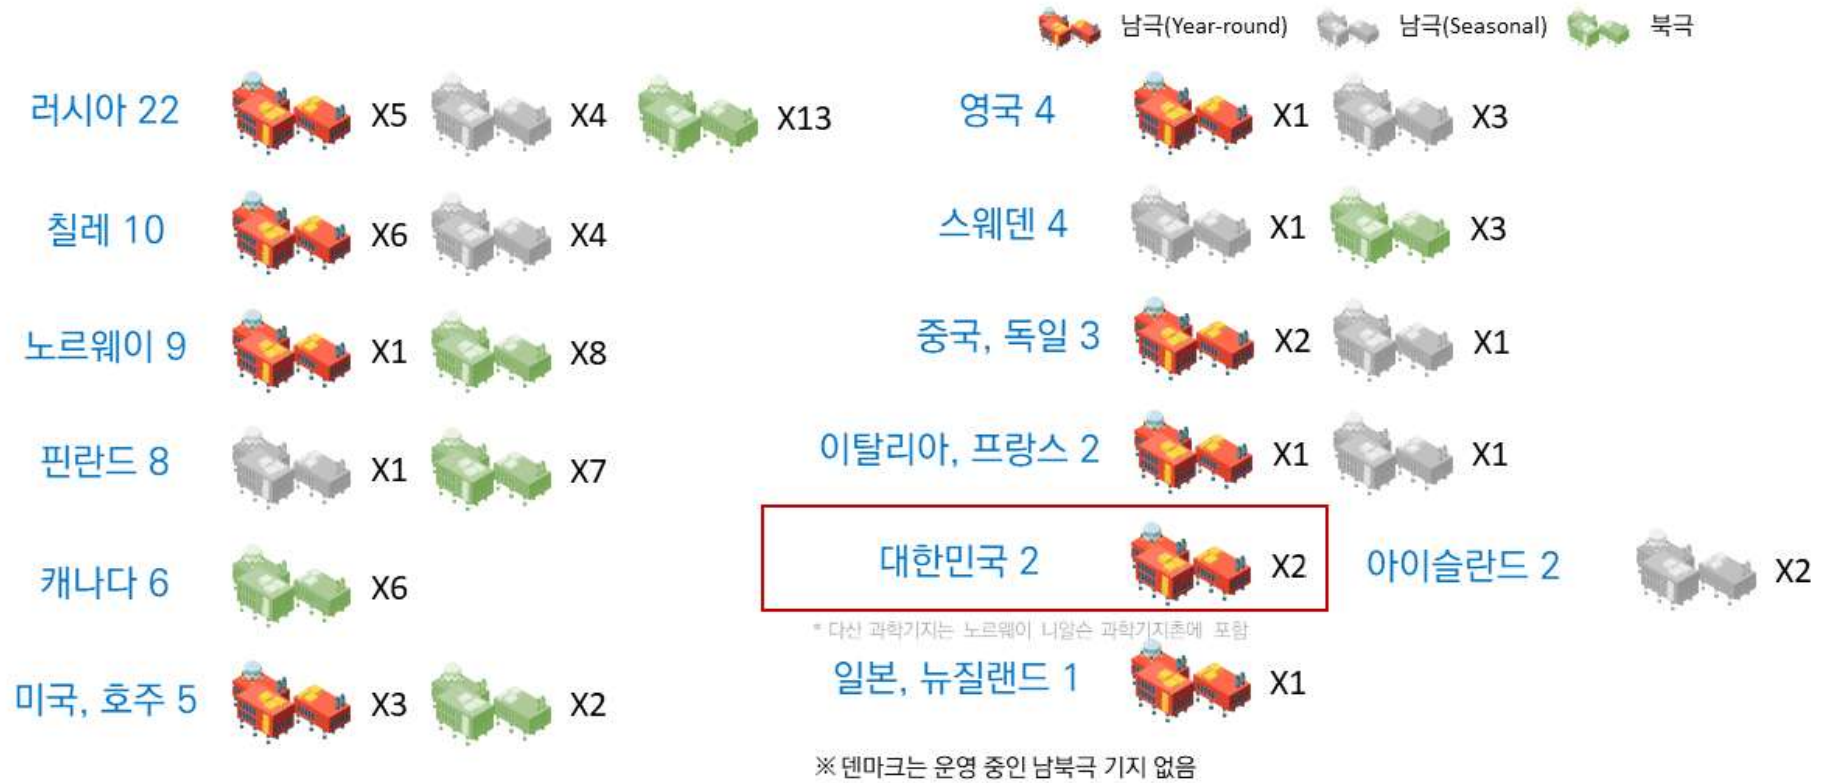 남극(Year-round) 남극(Seasonal) 북극
러시아 22 X5 X4 X13
칠레 10 X6 X4
노르웨이 9 X1 X8
핀란드 8 X1 X7
캐나다 6 X6
미국, 호주 5 X3 X2
영국 4 X1 X3
스웨덴 4 X1 X3
중국, 독일 3 X2 X1
이탈리아, 프랑스 2 X1 X1
대한민국 2 X2
아이슬란드 2 X2
* 다산 과학기지는 노르웨이 니알슨 과학기지촌에 포함
일본, 뉴질랜드 1 X1
※ 덴마크는 운영 중인 남북극 기지 없음